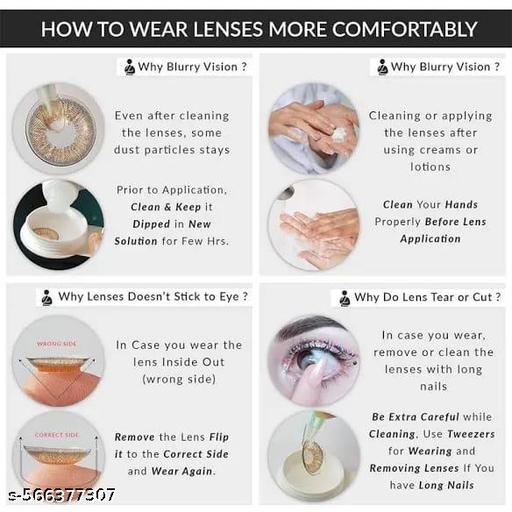 HOW TO WEAR LENSES MORE COMFORTABLY
Why Blurry Vision ?
Even after cleaning
the lenses, some
dust particles stays
Prior to Application,
Clean & Keep it
Dipped in New
Solution for Few Hrs.
Why Blurry Vision ?
Cleaning or applying
the lenses after
using creams or
lotions
Clean Your Hands
Properly Before Lens
Application
Why Lenses Doesn't Stick to Eye ?
WRONG SIDE
In Case you wear the
lens Inside Out
(wrong side)
CORRECT SIDE
Remove the Lens Flip
it to the Correct Side
and Wear Again.
Why Do Lens Tear or Cut ?
In case you wear,
remove or clean the
lenses with long
nails
Be Extra Careful while
Cleaning, Use Tweezers
for Wearing and
Removing Lenses If You
have Long Nails
s-566377307